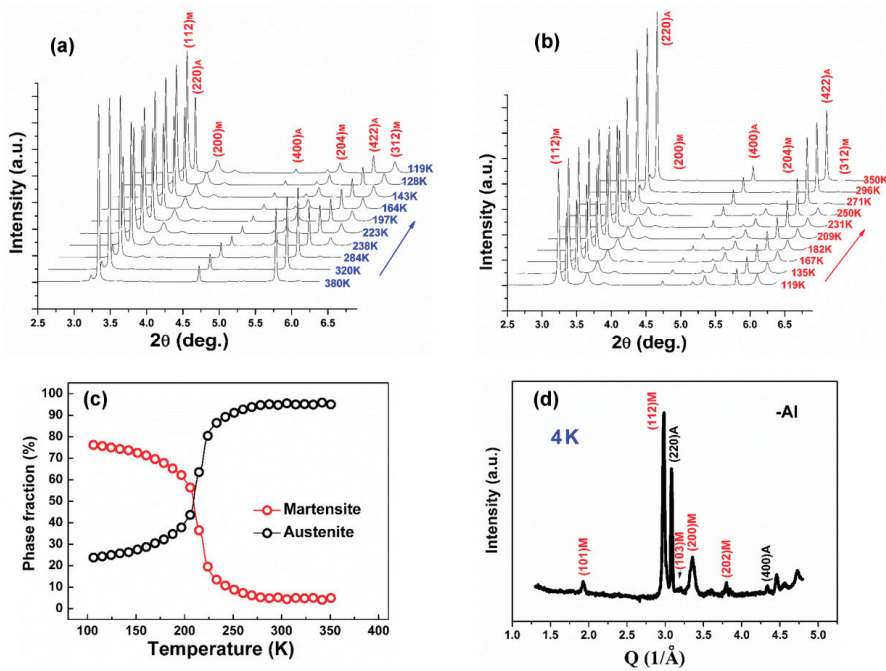 (a)
Intensity (a.u.)
(112)M
(220)A
(200)M
(400)A
(204)M
(422)A
(312)M
119K
128K
143K
164K
197K
223K
238K
284K
320K
380K
2.5 3.0 3.5 4.0 4.5 5.0 5.5 6.0 6.5
2θ (deg.)
(b)
Intensity (a.u.)
(112)M
(220)A
(200)M
(400)A
(204)M
(422)A
(312)M
350K
296K
271K
250K
231K
209K
182K
167K
135K
119K
2.5 3.0 3.5 4.0 4.5 5.0 5.5 6.0 6.5
2θ (deg.)
(c)
Phase fraction (%)
100
90
80
70
60
50
40
30
20
10
0
Martensite
Austenite
50 100 150 200 250 300 350 400
Temperature (K)
(d)
4K
-Al
Intensity (a.u.)
(101)M
(112)M
(220)A
(103)M
(200)M
(202)M
(400)A
1.0 1.5 2.0 2.5 3.0 3.5 4.0 4.5 5.0
Q (1/Å)